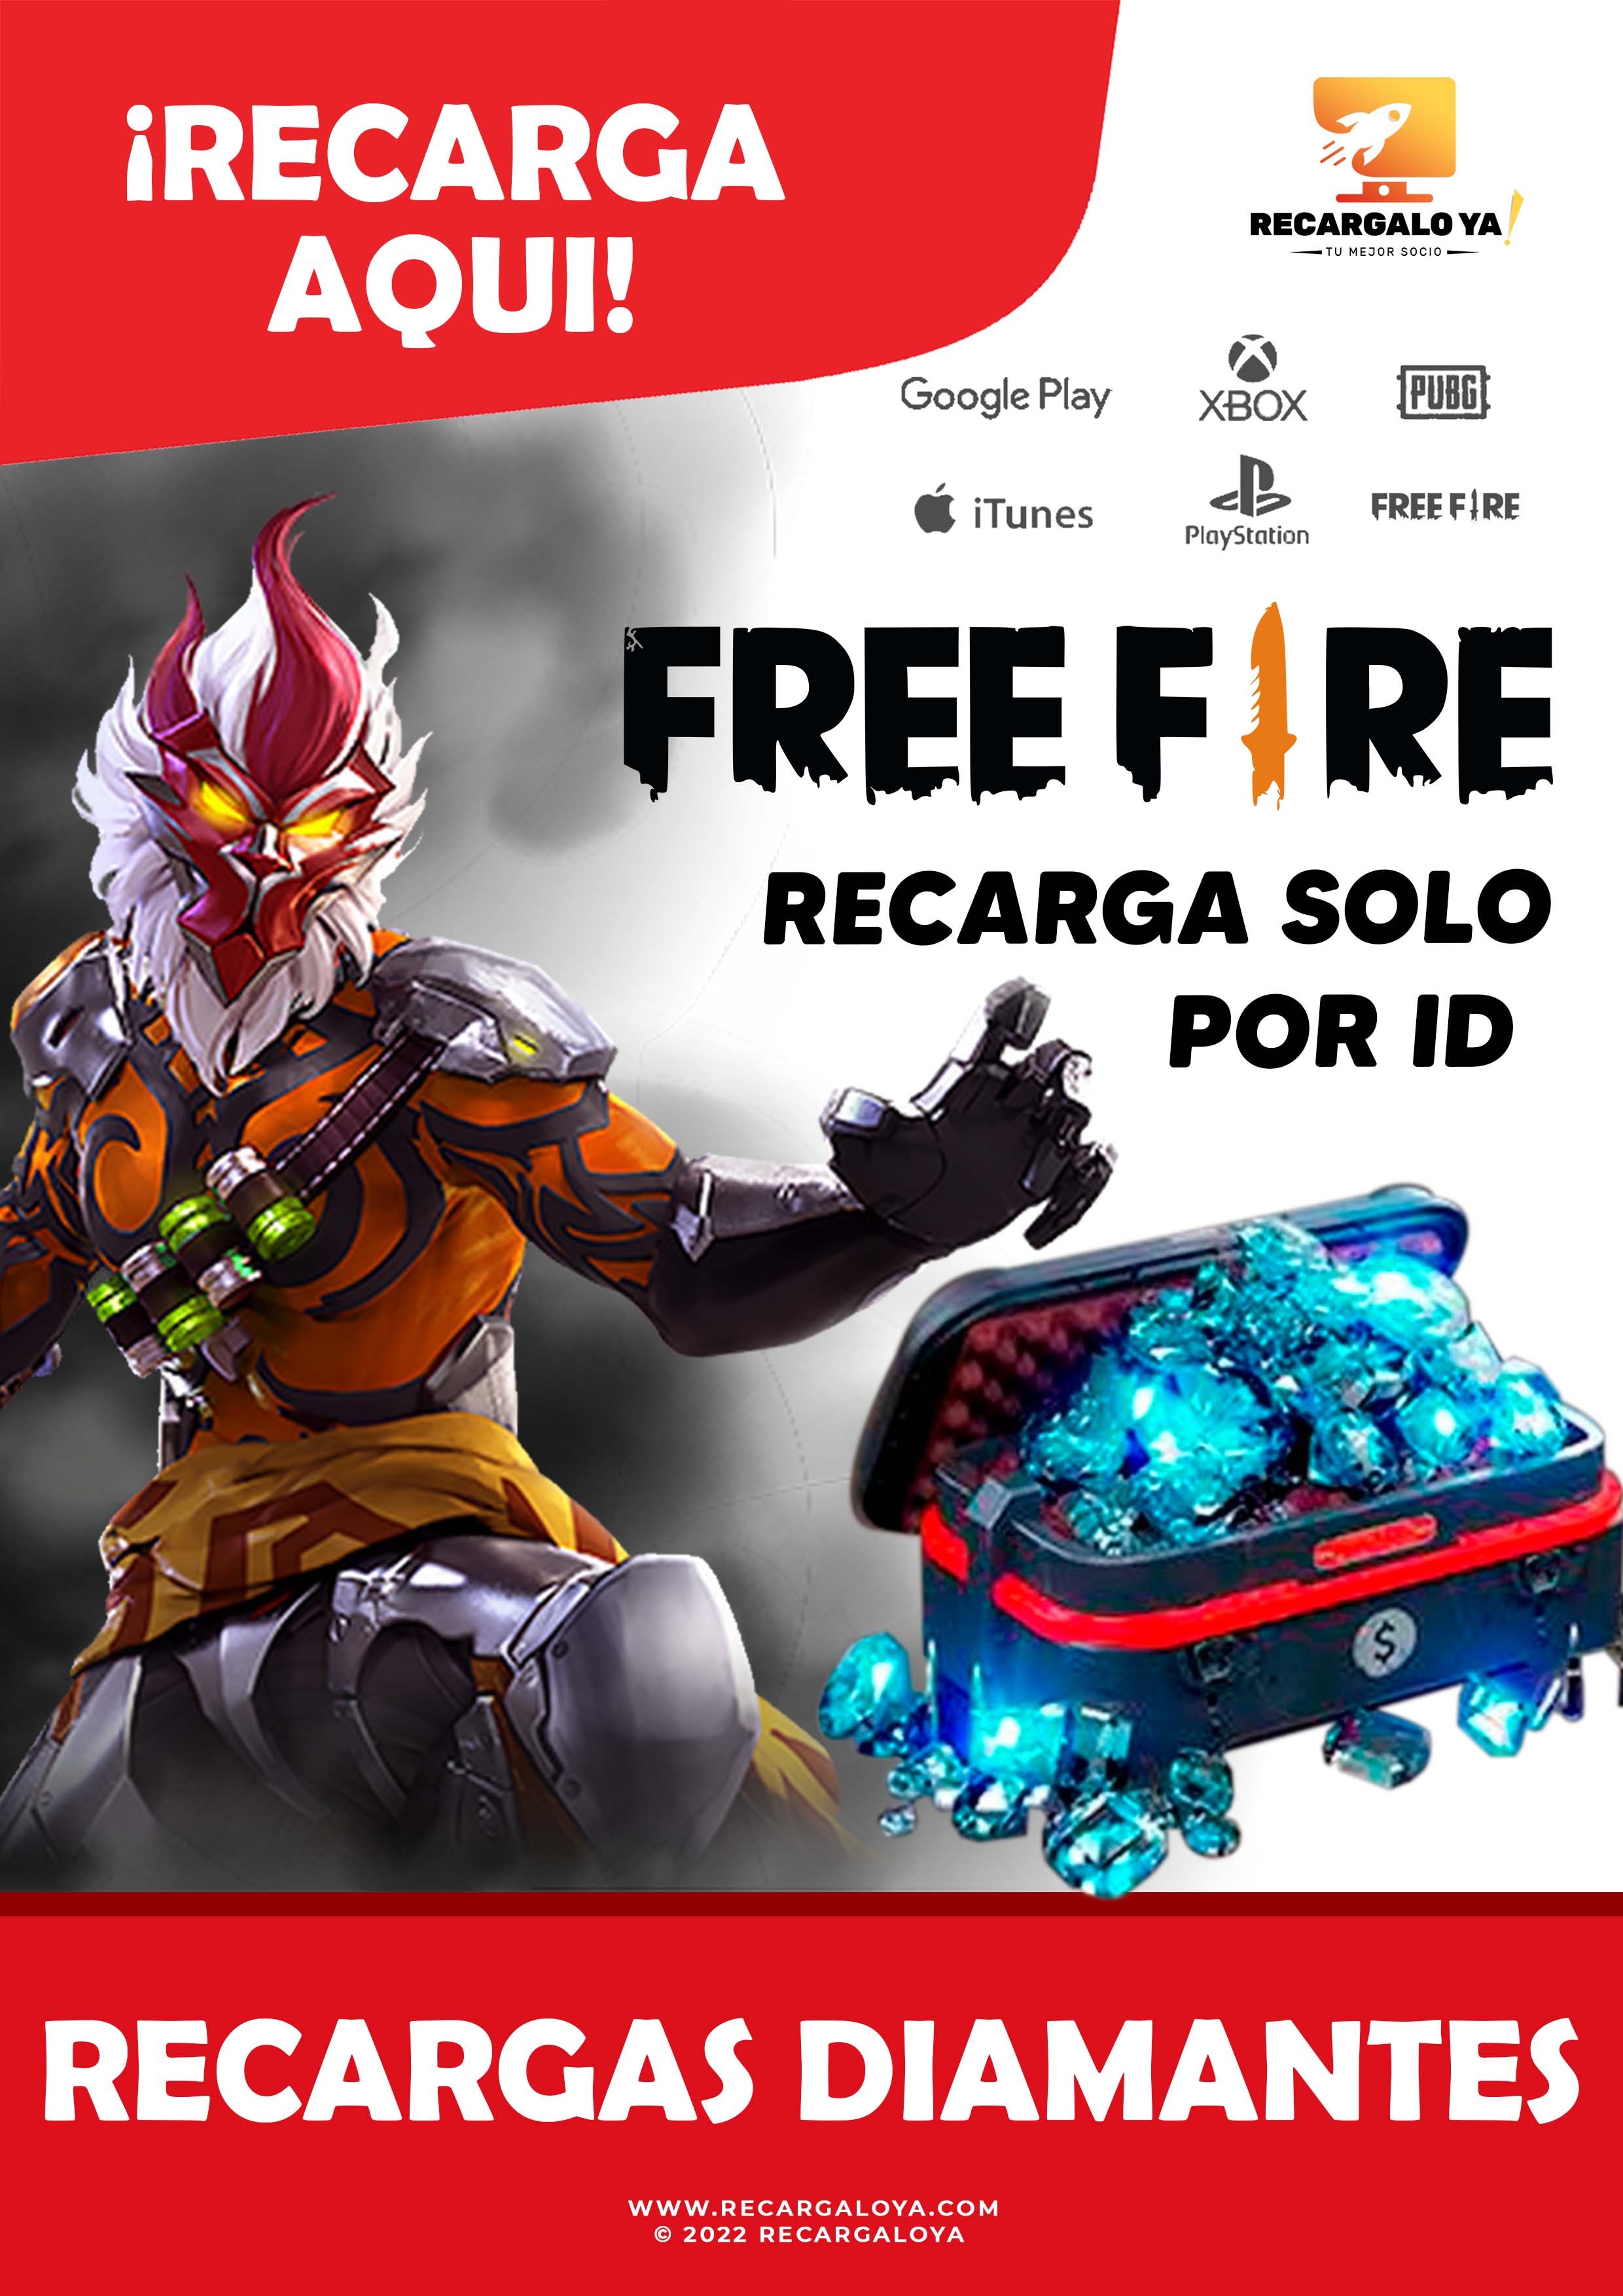 ¡RECARGA
AQUI!
RECARGALO YA!
TU MEJOR SOCIO
Google Play
XBOX
PUBG
iTunes
PlayStation
FREE FIRE
FREE FIRE
RECARGA SOLO
POR ID
$
RECARGAS DIAMANTES
WWW.RECARGALOYA.COM
© 2022 RECARGALOYA